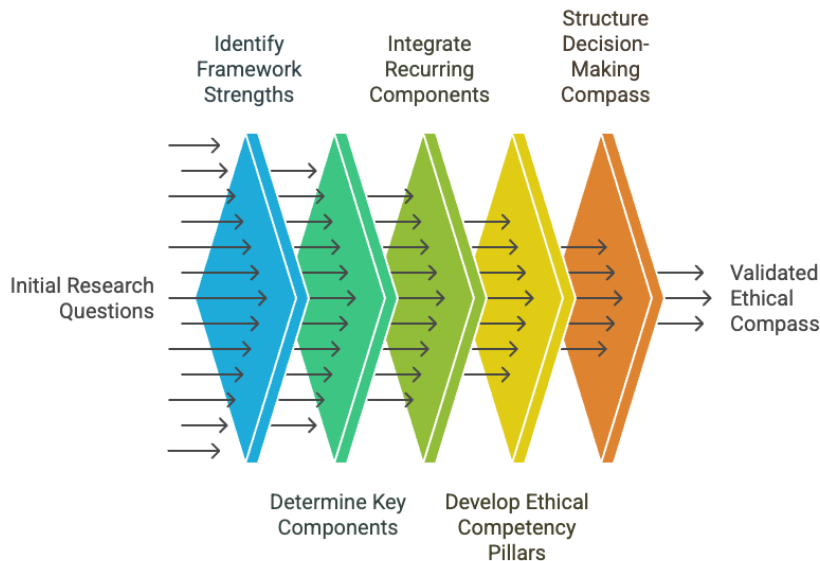 Identify
Framework
Strengths
Integrate
Recurring
Components
Structure
Decision-
Making
Compass
Initial Research
Questions
Validated
Ethical
Compass
Determine Key
Components
Develop Ethical
Competency
Pillars